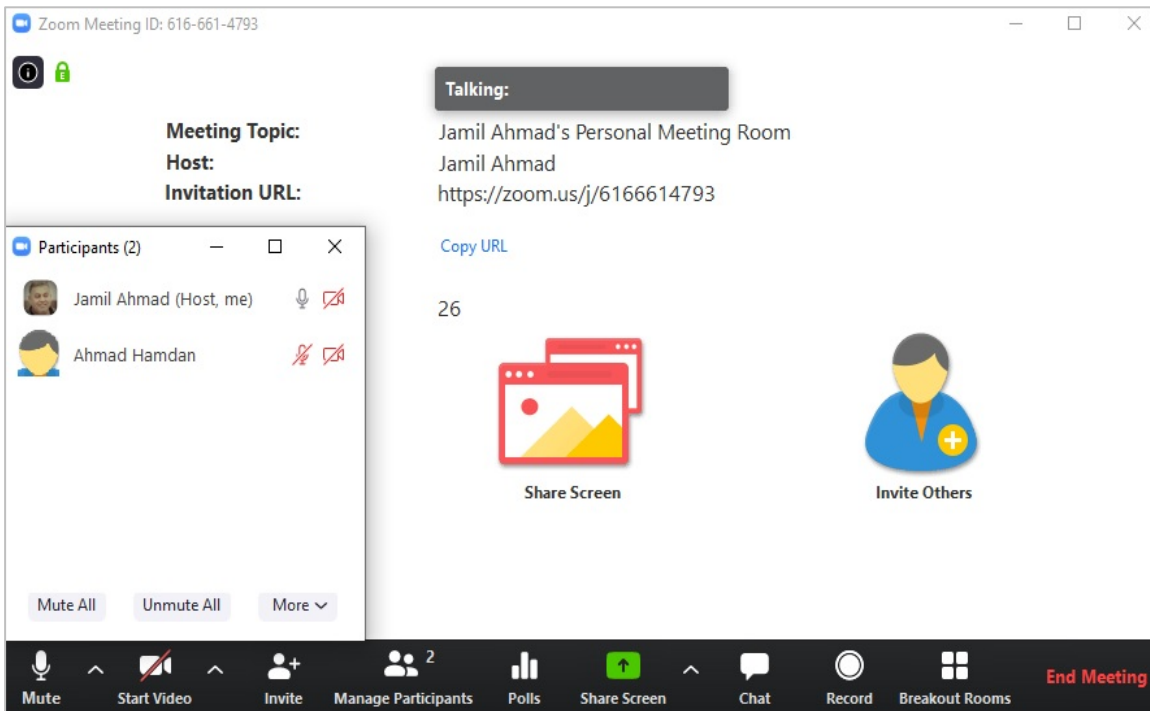 Zoom Meeting ID: 616-661-4793
Talking:
Meeting Topic: Jamil Ahmad's Personal Meeting Room
Host: Jamil Ahmad
Invitation URL: https://zoom.us/j/6166614793
Copy URL
26
Participants (2)
Jamil Ahmad (Host, me)
Ahmad Hamdan
Share Screen Invite Others
Mute All Unmute All More
2
Mute Start Video Invite Manage Participants Polls Share Screen Chat Record Breakout Rooms End Meeting